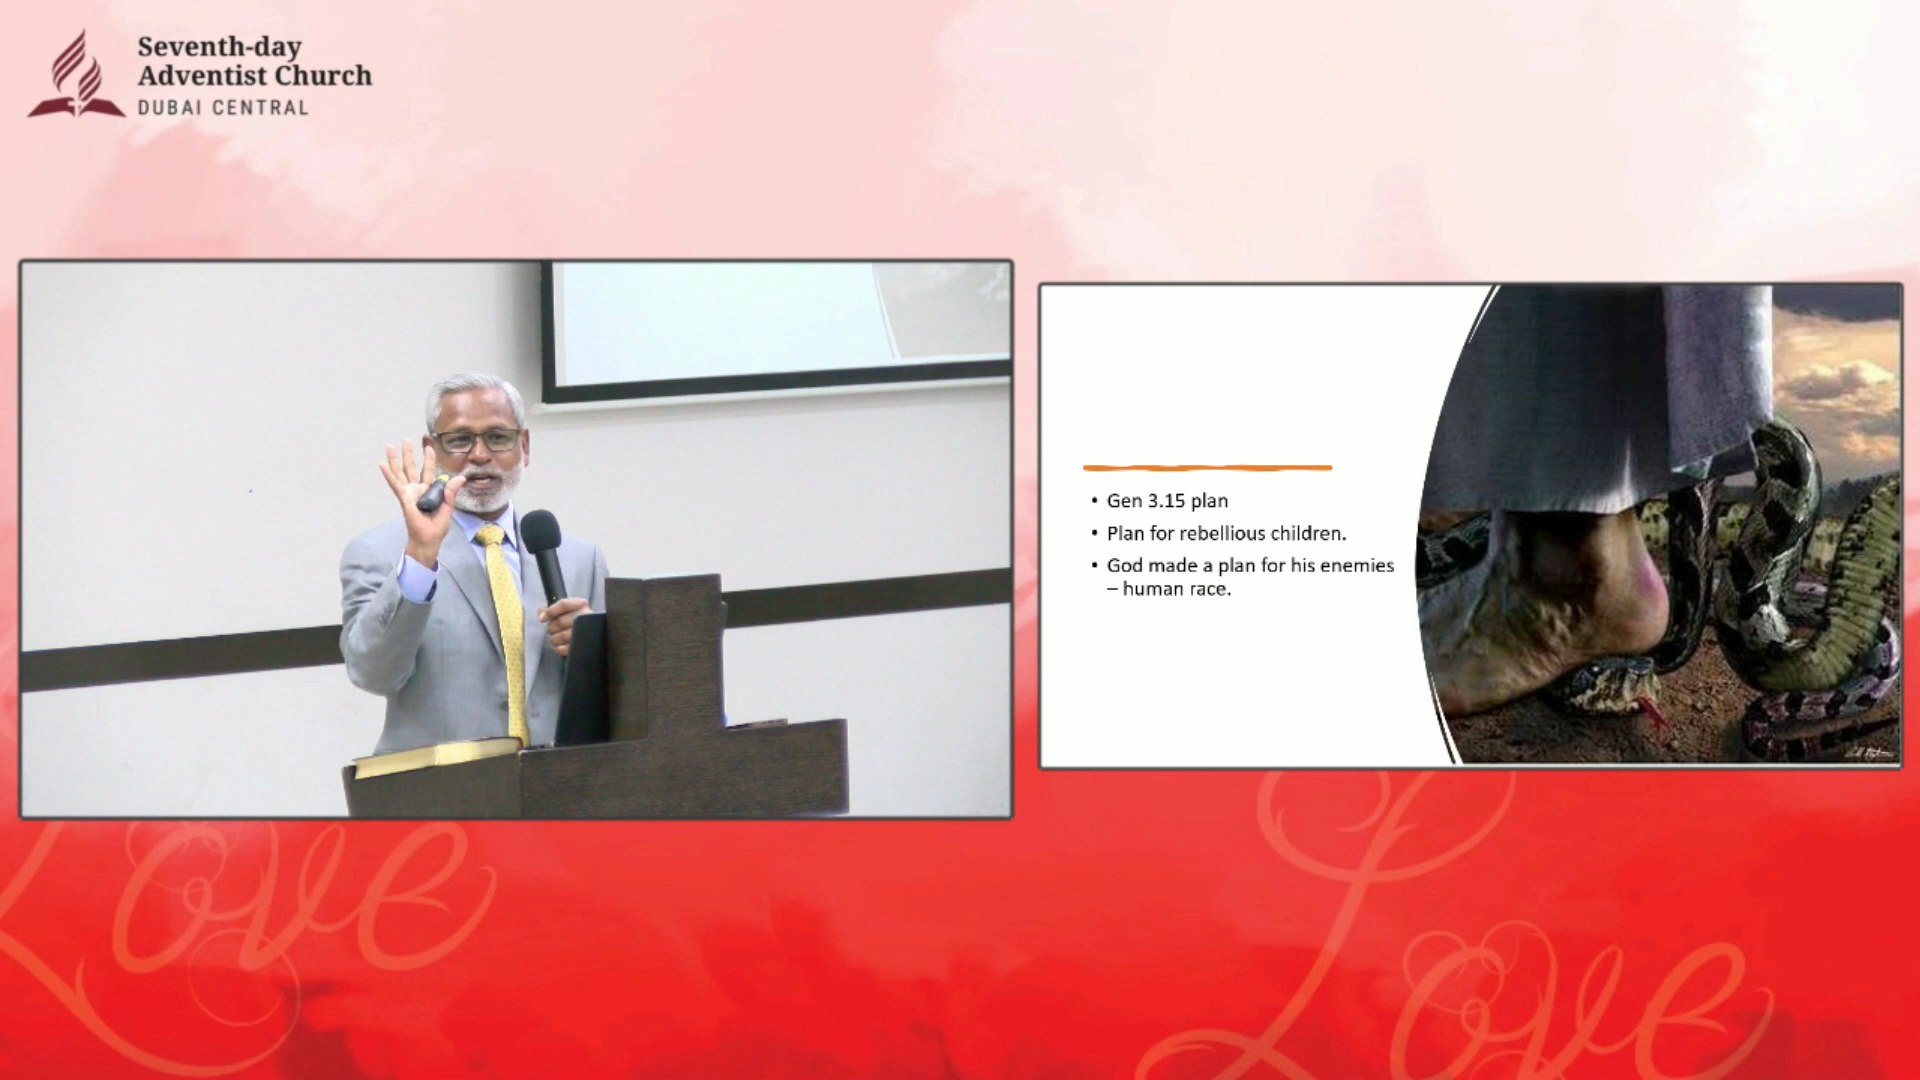 Seventh-day
Adventist Church
DUBAI CENTRAL
• Gen 3.15 plan
• Plan for rebellious children.
• God made a plan for his enemies
– human race.
Love
Love